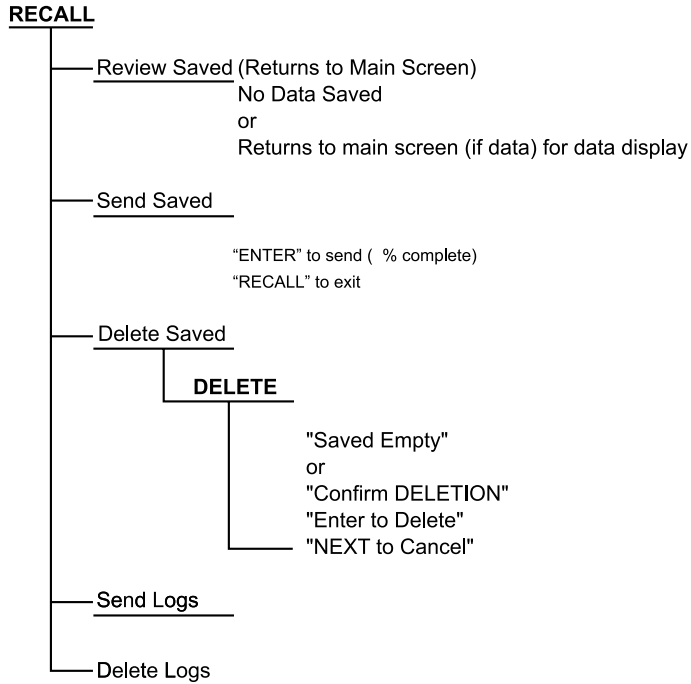 RECALL
Review Saved (Returns to Main Screen)
No Data Saved
or
Returns to main screen (if data) for data display
Send Saved
“ENTER” to send (  % complete)
“RECALL” to exit
Delete Saved
DELETE
"Saved Empty"
or
"Confirm DELETION"
"Enter to Delete"
"NEXT to Cancel"
Send Logs
Delete Logs